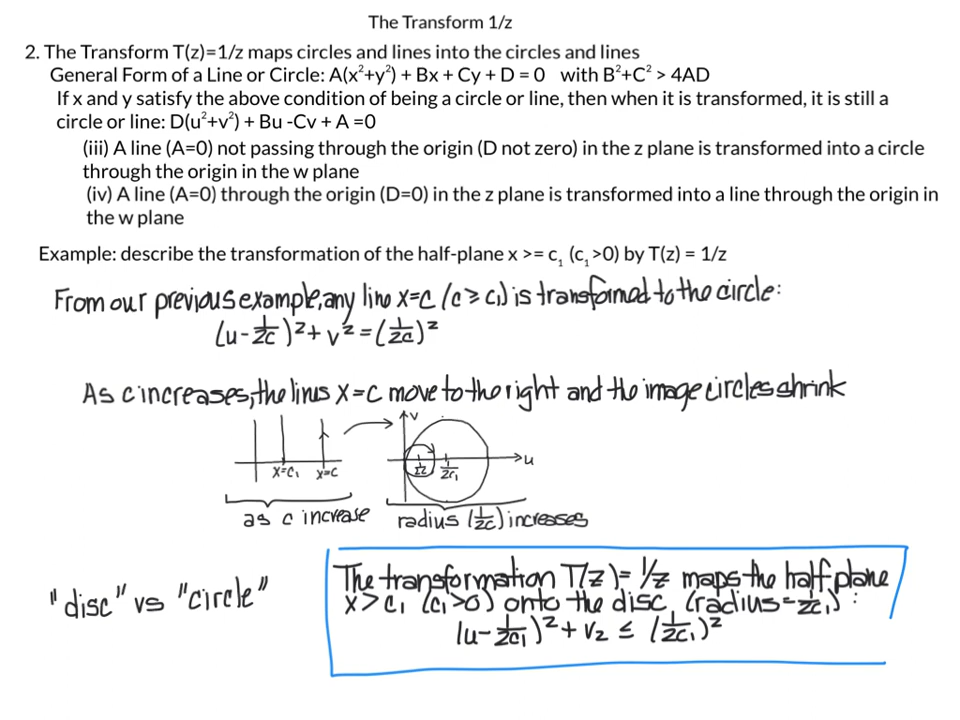 The Transform 1/z
2. The Transform T(z)=1/z maps circles and lines into the circles and lines
General Form of a Line or Circle: A(x²+y²) + Bx + Cy + D = 0 with B²+C² > 4AD
If x and y satisfy the above condition of being a circle or line, then when it is transformed, it is still a
circle or line: D(u²+v²) + Bu -Cv + A =0
(iii) A line (A=0) not passing through the origin (D not zero) in the z plane is transformed into a circle
through the origin in the w plane
(iv) A line (A=0) through the origin (D=0) in the z plane is transformed into a line through the origin in
the w plane
Example: describe the transformation of the half-plane x >= c₁ (c₁ >0) by T(z) = 1/z
From our previous example, any line x=c (c ≥ c₁) is transformed to the circle:
(u-1/2c)² + v² = (1/2c)²
As c increases, the lines x=c move to the right and the image circles shrink
v
u
x=c₁ x=c
1/2c 1/2c₁
as c increase radius (1/2c) increases
"disc" vs "circle"
The transformation T(z)= 1/z maps the half plane
x>c₁ (c₁>0) onto the disc (radius=1/2c₁) :
(u-1/2c₁)² + v2 ≤ (1/2c₁)²